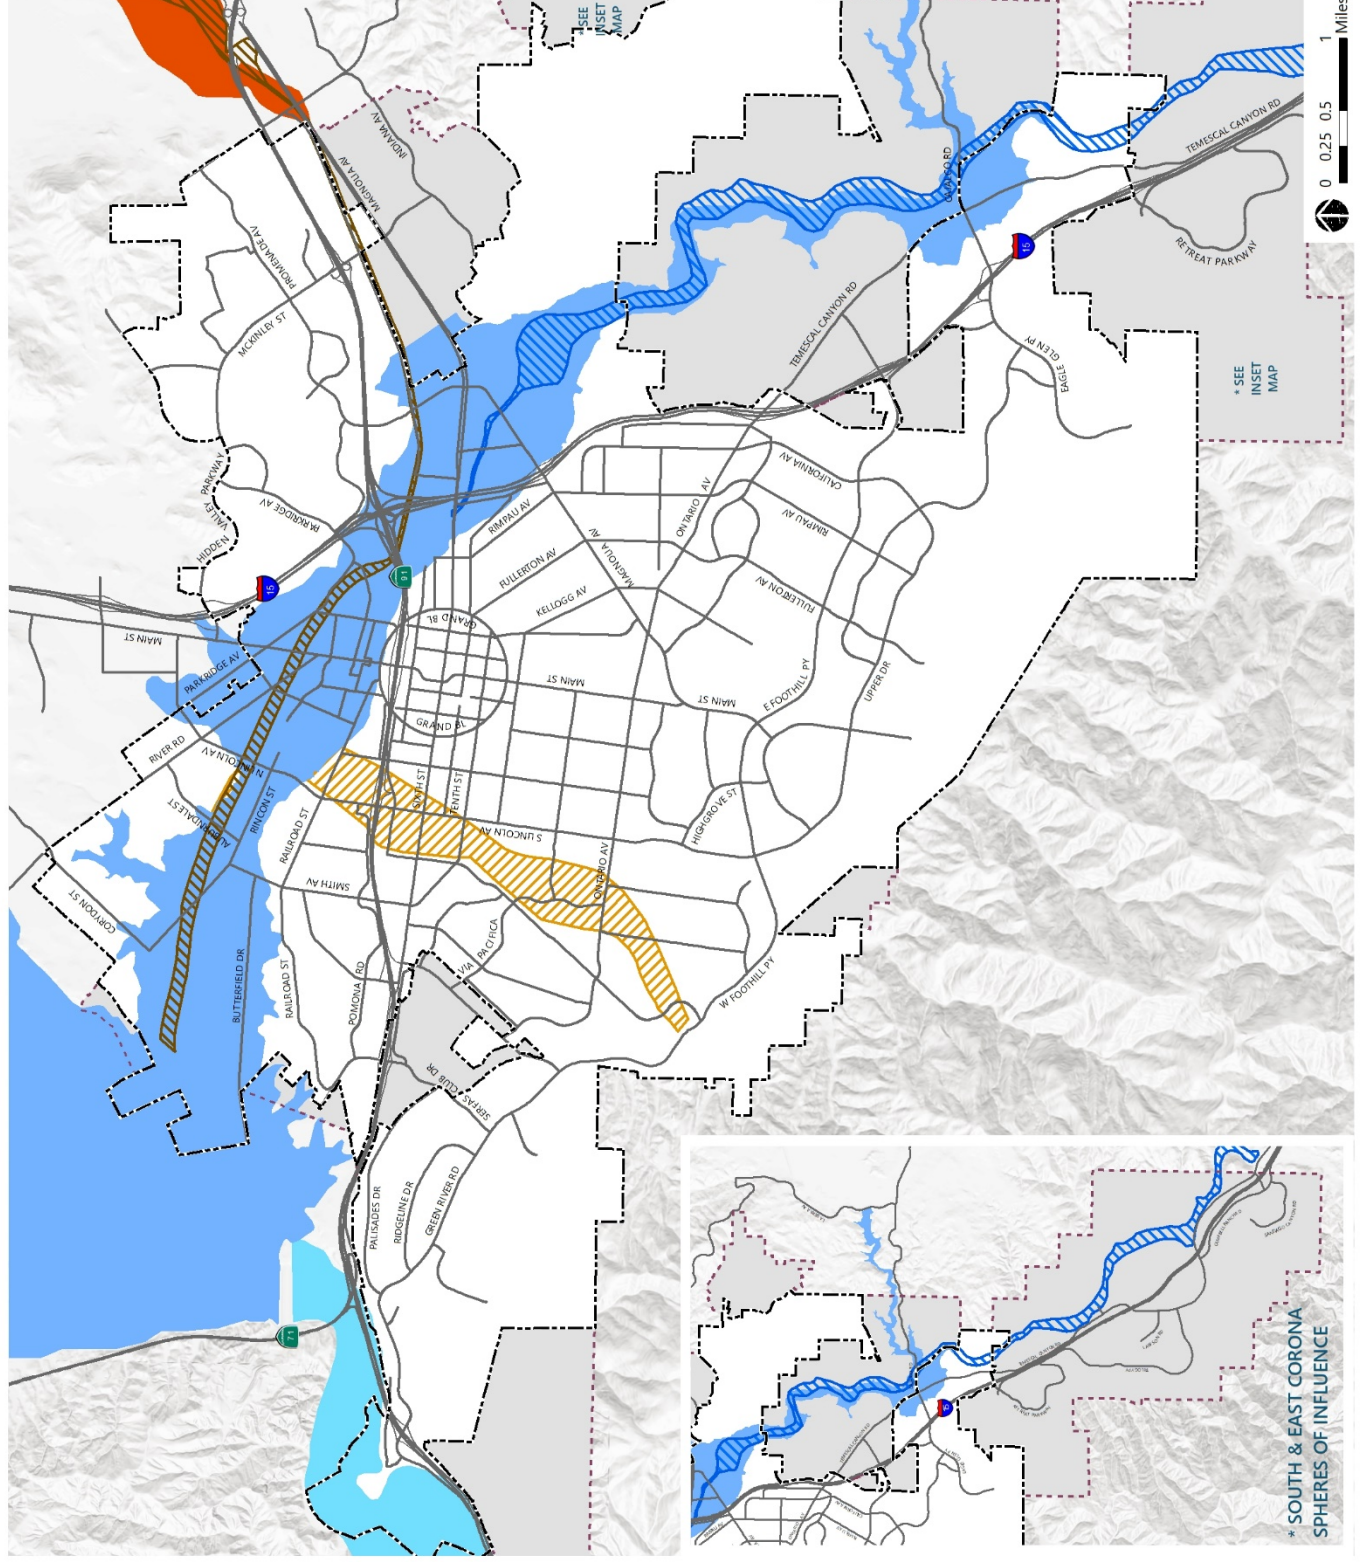 * SEE
INSET
MAP
INDIANA AV
MAGNOLIA AV
PROMENADE AV
MCKINLEY ST
HIDDEN
VALLEY PARKWAY
PARKRIDGE AV
15
MAIN ST
PARKRIDGE AV
RIVER RD
N LINCOLN AV
AUBURNDALE ST
RINCON ST
CORYDON ST
RAILROAD ST
SMITH AV
BUTTERFIELD DR
RAILROAD ST
POMONA RD
91
GRAND BL
GRAND BL
SIXTH ST
TENTH ST
S LINCOLN AV
RIMPAU AV
FULLERTON AV
KELLOGG AV
MAGNOLIA AV
ONTARIO AV
CALIFORNIA AV
RIMPAU AV
FULLERTON AV
MAIN ST
MAIN ST
E FOOTHILL PY
UPPER DR
HIGHGROVE ST
ONTARIO AV
VIA PACIFICA
W FOOTHILL PY
SERFAS CLUB DR
PALISADES DR
RIDGELINE DR
GREEN RIVER RD
71
TEMESCAL CANYON RD
CAJALCO RD
15
EAGLE GLEN PY
TEMESCAL CANYON RD
RETREAT PARKWAY
* SEE
INSET
MAP
0 0.25 0.5 1
Miles
15
* SOUTH & EAST CORONA
SPHERES OF INFLUENCE